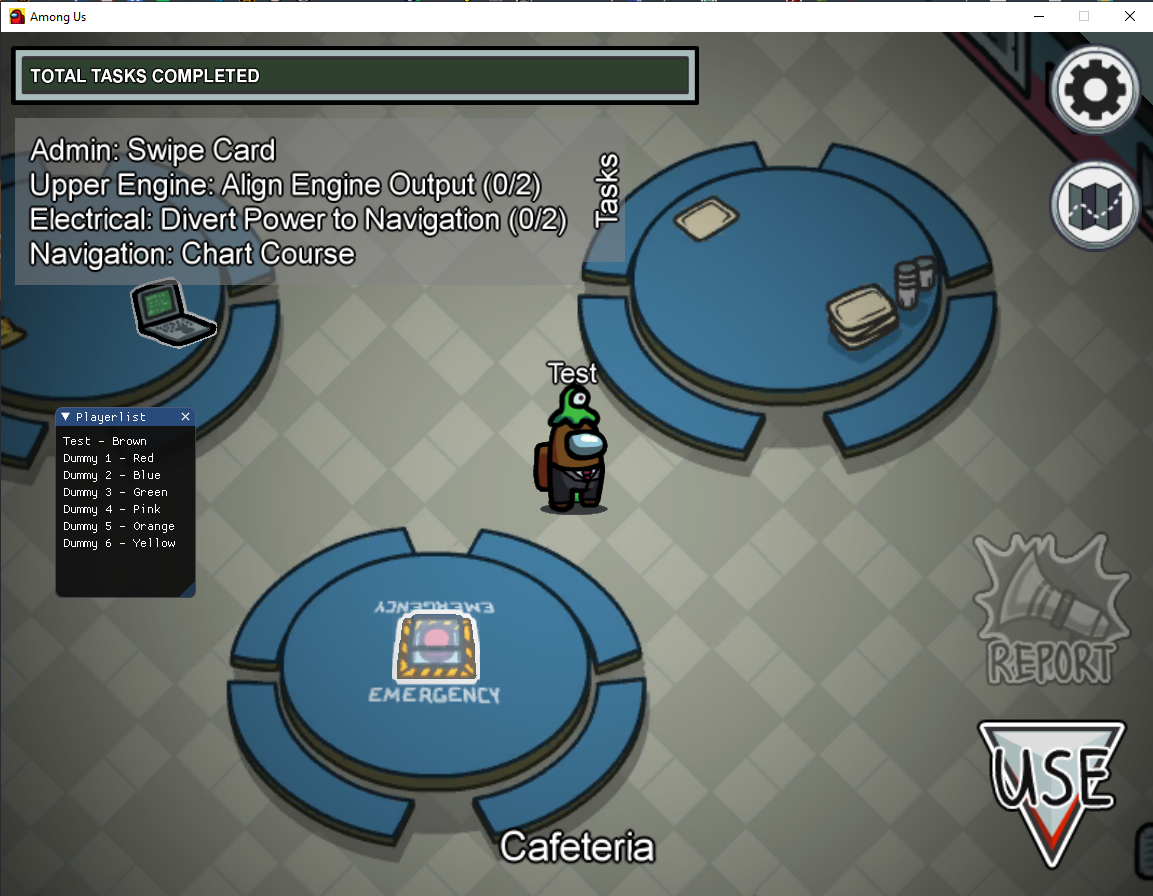 Among Us
TOTAL TASKS COMPLETED
Admin: Swipe Card
Upper Engine: Align Engine Output (0/2)
Electrical: Divert Power to Navigation (0/2)
Navigation: Chart Course
Tasks
Test
Playerlist
Test - Brown
Dummy 1 - Red
Dummy 2 - Blue
Dummy 3 - Green
Dummy 4 - Pink
Dummy 5 - Orange
Dummy 6 - Yellow
EMERGENCY
EMERGENCY
REPORT
USE
Cafeteria